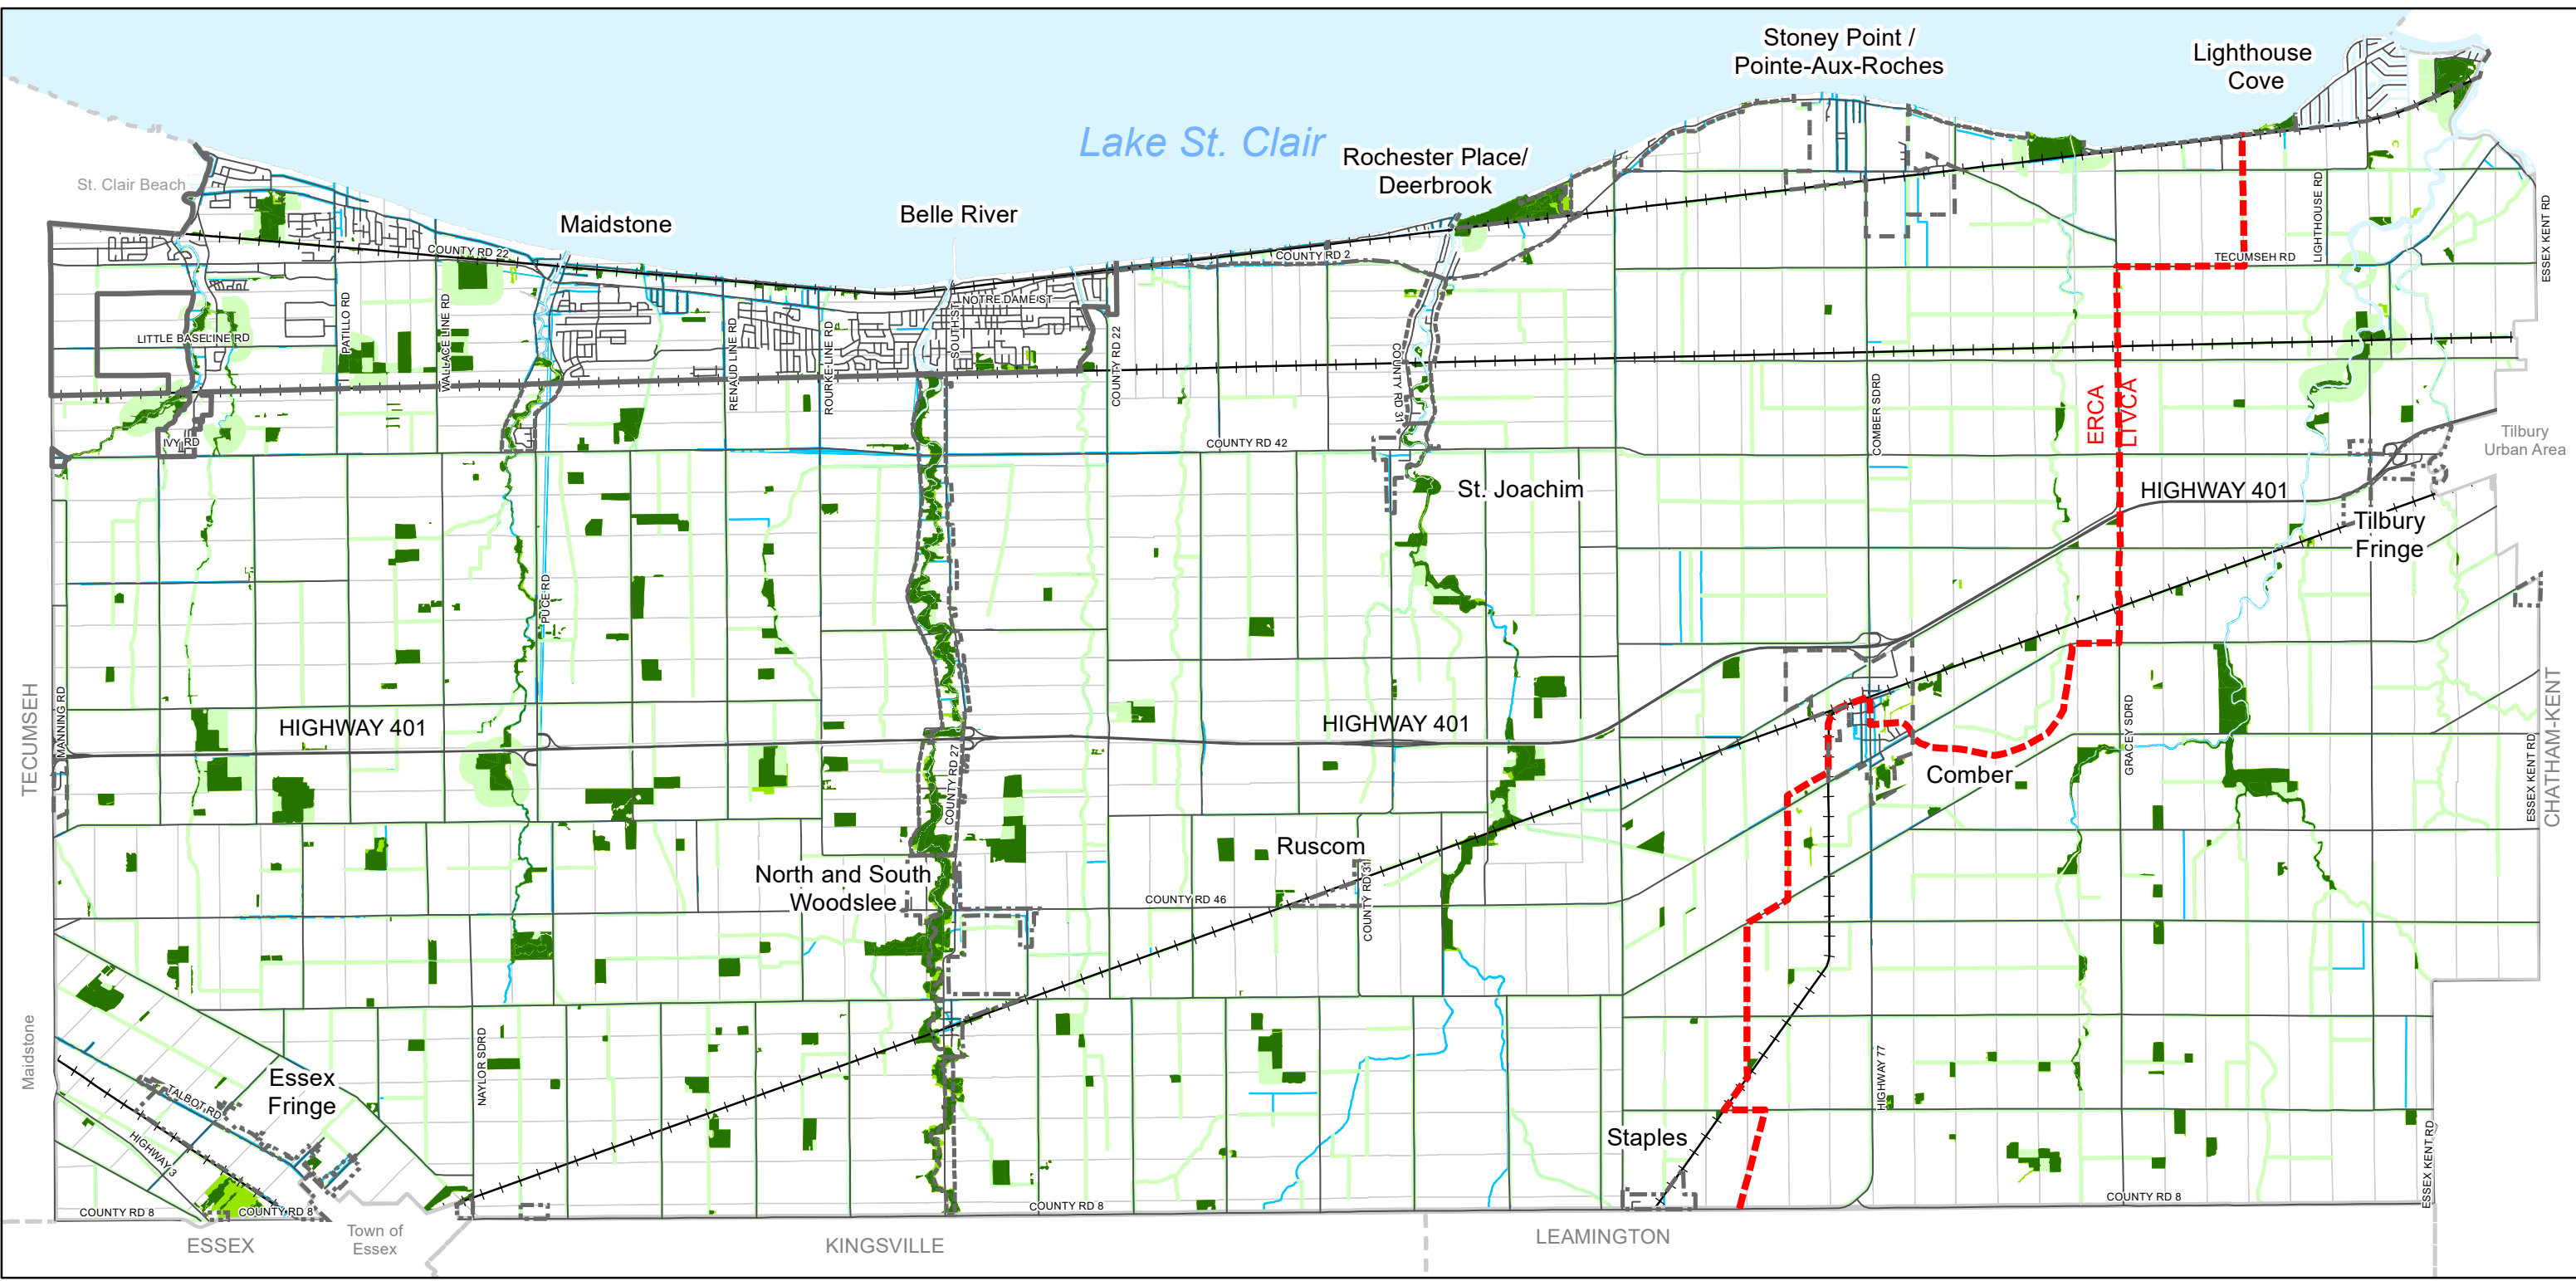 Stoney Point /
Pointe-Aux-Roches
Lighthouse
Cove
Lake St. Clair
Rochester Place/
Deerbrook
St. Clair Beach
Maidstone
Belle River
COUNTY RD 22
COUNTY RD 2
TECUMSEH RD
LIGHTHOUSE RD
ESSEX KENT RD
NOTRE DAME ST
SOUTH ST
LITTLE BASELINE RD
PATILLO RD
WALLACE LINE RD
RENAUD LINE RD
ROURKE LINE RD
COUNTY RD 22
COUNTY RD 31
COMBER SDRD
ERCA
LTVCA
IVY RD
COUNTY RD 42
Tilbury
Urban Area
St. Joachim
HIGHWAY 401
Tilbury
Fringe
PUCE RD
TECUMSEH
MANNING RD
HIGHWAY 401
HIGHWAY 401
COUNTY RD 27
Comber
GRACEY SDRD
ESSEX KENT RD
CHATHAM-KENT
Ruscom
North and South
Woodslee
COUNTY RD 46
COUNTY RD 31
Maidstone
NAYLOR SDRD
HIGHWAY 77
Essex
Fringe
TALBOT RD
HIGHWAY 3
Staples
ESSEX KENT RD
COUNTY RD 8
COUNTY RD 8
COUNTY RD 8
COUNTY RD 8
ESSEX
Town of
Essex
KINGSVILLE
LEAMINGTON